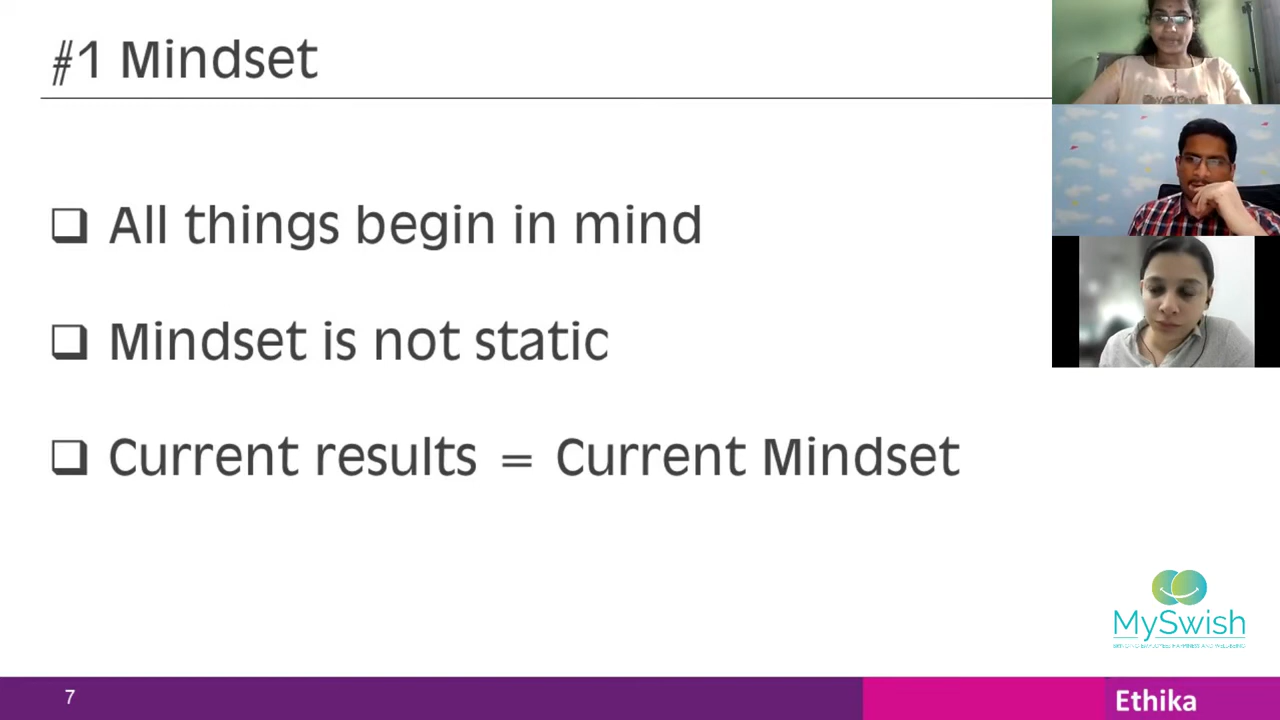 #1 Mindset
All things begin in mind
Mindset is not static
Current results = Current Mindset
MySwish
7
Ethika